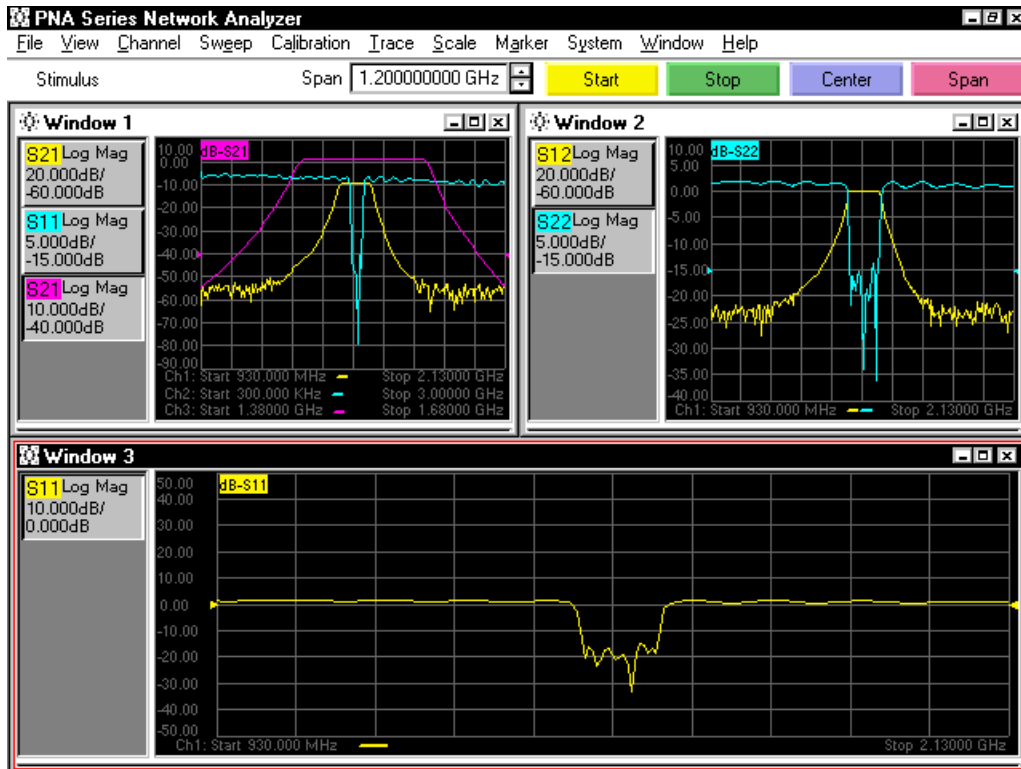 PNA Series Network Analyzer
File View Channel Sweep Calibration Trace Scale Marker System Window Help
Stimulus Span 1.200000000 GHz Start Stop Center Span
Window 1
S21 Log Mag
20.000dB/
-60.000dB
S11 Log Mag
5.000dB/
-15.000dB
S21 Log Mag
10.000dB/
-40.000dB
dB-S21
10.00
0.00
-10.00
-20.00
-30.00
-40.00
-50.00
-60.00
-70.00
-80.00
-90.00
Ch1: Start 930.000 MHz Stop 2.13000 GHz
Ch2: Start 300.000 KHz Stop 3.00000 GHz
Ch3: Start 1.38000 GHz Stop 1.68000 GHz
Window 2
S12 Log Mag
20.000dB/
-60.000dB
S22 Log Mag
5.000dB/
-15.000dB
dB-S22
10.00
5.00
0.00
-5.00
-10.00
-15.00
-20.00
-25.00
-30.00
-35.00
-40.00
Ch1: Start 930.000 MHz Stop 2.13000 GHz
Window 3
S11 Log Mag
10.000dB/
0.000dB
dB-S11
50.00
40.00
30.00
20.00
10.00
0.00
-10.00
-20.00
-30.00
-40.00
-50.00
Ch1: Start 930.000 MHz Stop 2.13000 GHz